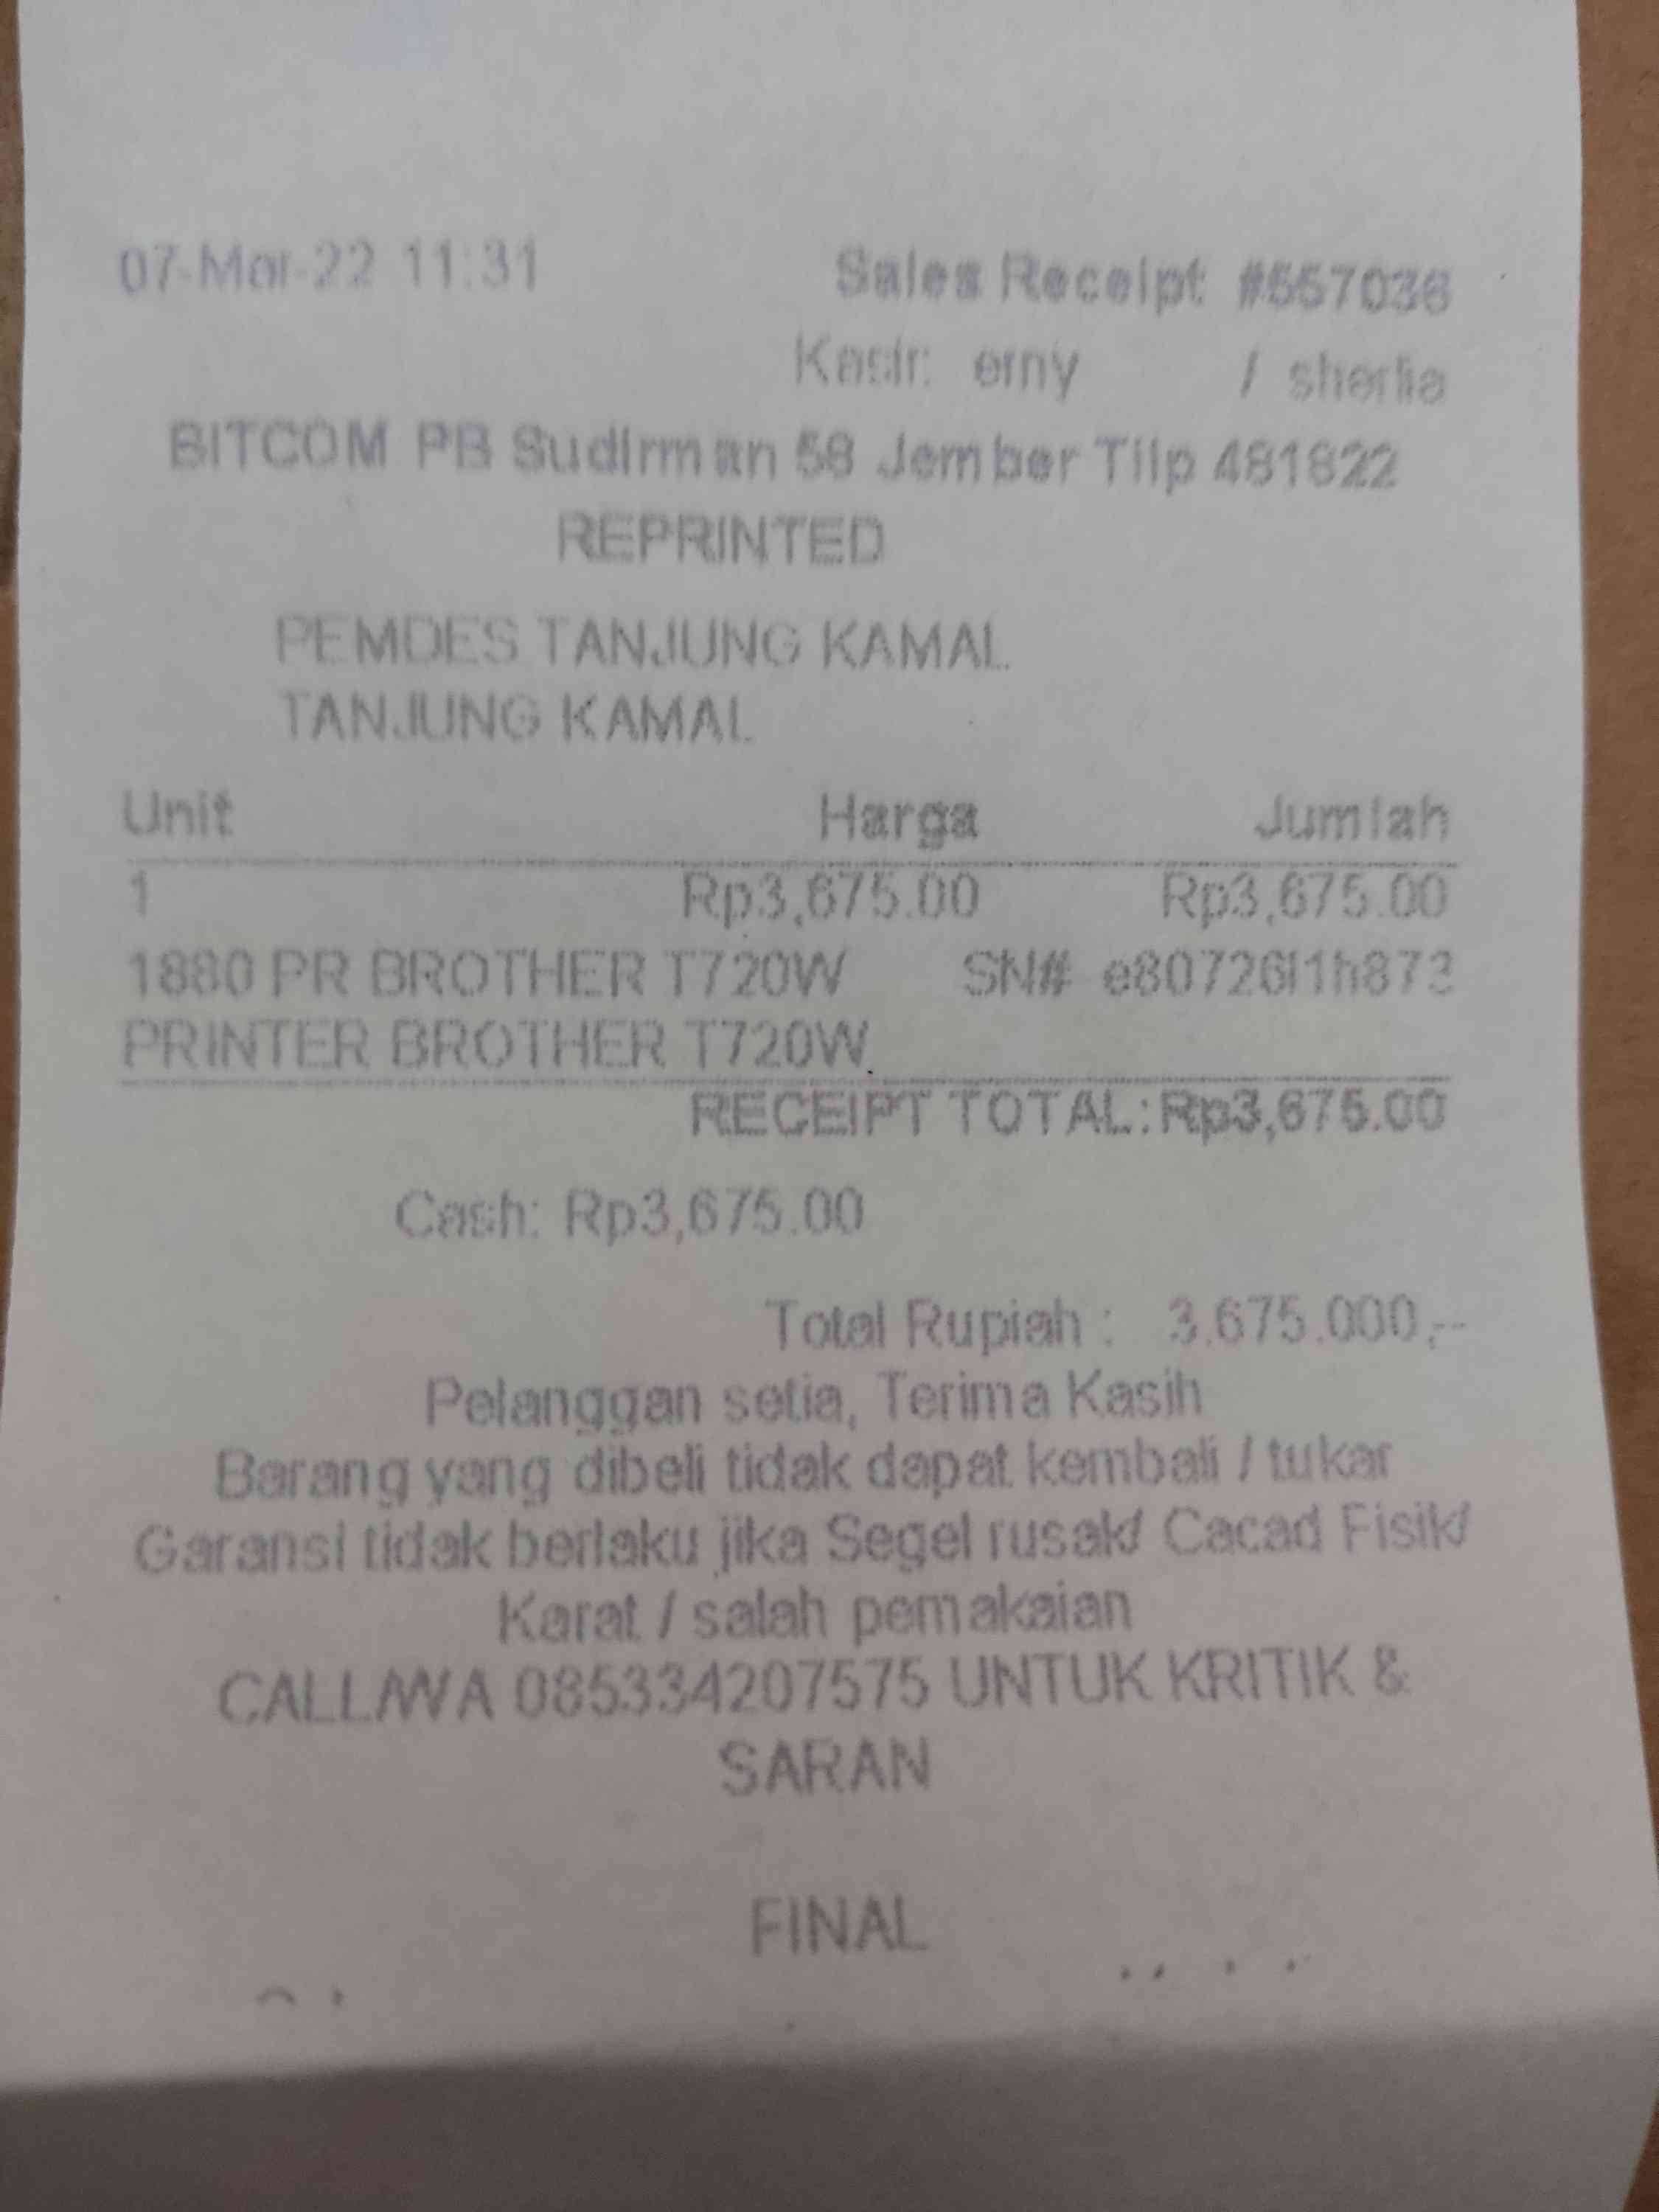 07-Mar-22 11:31 Sales Receipt #557036
Kasir: erny / sherlia
BITCOM PB Sudirman 58 Jember Tilp 481822
REPRINTED
PEMDES TANJUNG KAMAL
TANJUNG KAMAL
Unit Harga Jumlah
1 Rp3,675.00 Rp3,675.00
1880 PR BROTHER T720W SN#
PRINTER BROTHER T720W
RECEIPT TOTAL: Rp3,675.00
Cash: Rp3,675.00
Total Rupiah : 3.675.000,--
Pelanggan setia, Terima Kasih
Barang yang dibeli tidak dapat kembali / tukar
Garansi tidak berlaku jika Segel rusak/ Cacad Fisik/
Karat / salah pemakaian
CALL/WA 085334207575 UNTUK KRITIK &
SARAN
FINAL